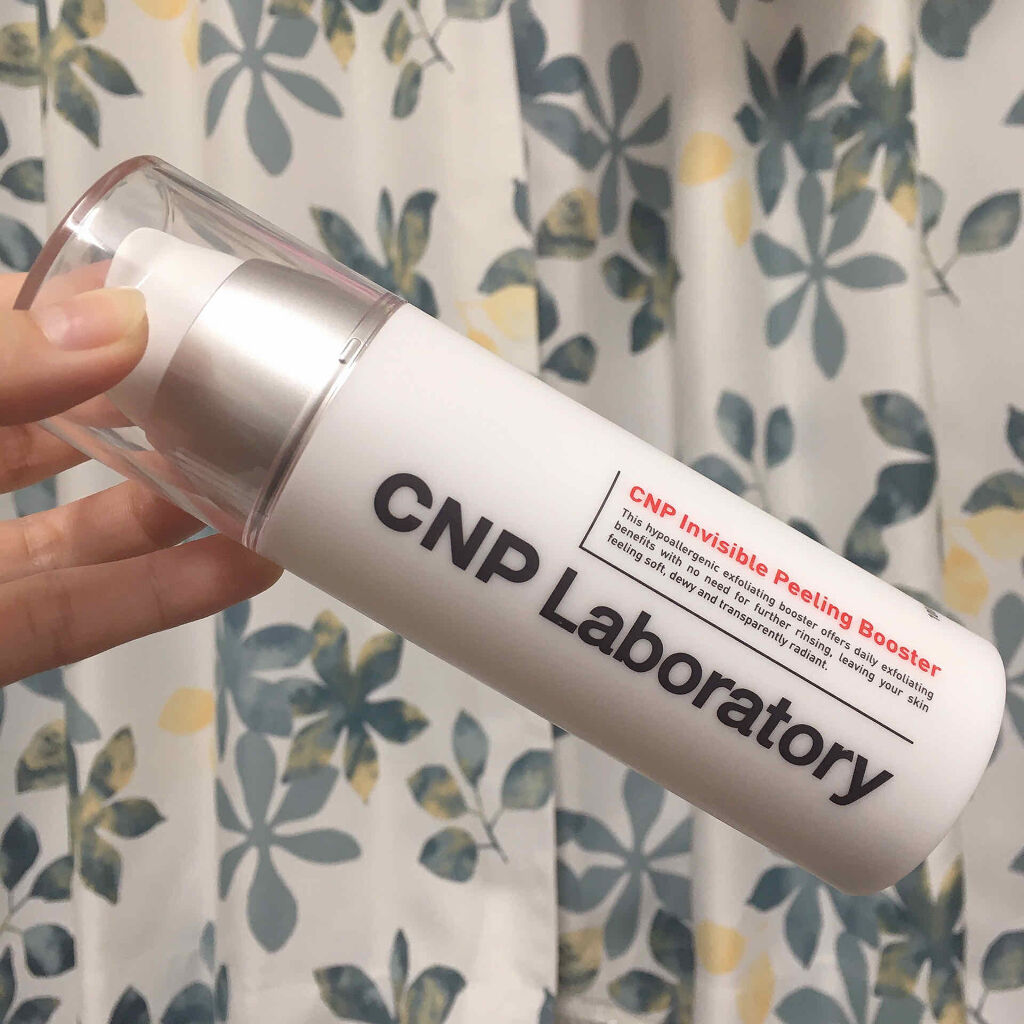 CNP Laboratory
CNP Invisible Peeling Booster
This hypoallergenic exfoliating booster offers daily exfoliating
benefits with no need for further rinsing, leaving your skin
feeling soft, dewy and transparently radiant.